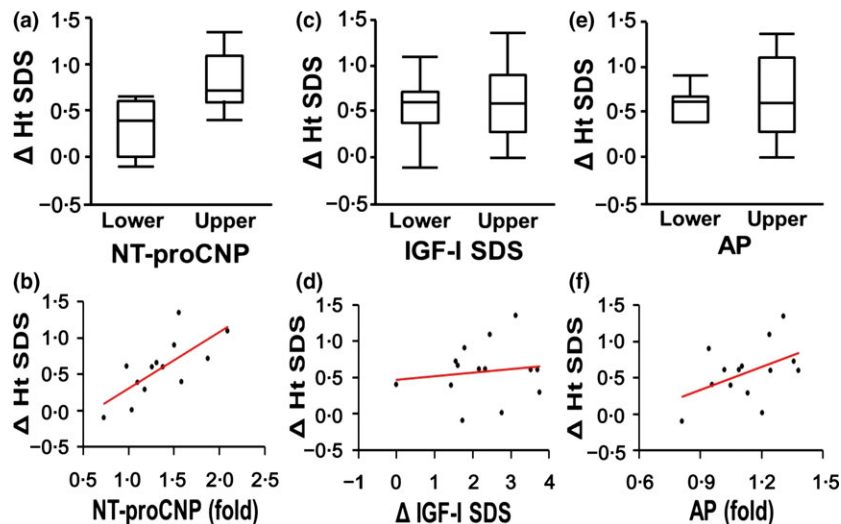 (a)
1·5
1·0
0·5
0·0
−0·5
Δ Ht SDS
Lower Upper
NT-proCNP
(c)
1·5
1·0
0·5
0·0
−0·5
Δ Ht SDS
Lower Upper
IGF-I SDS
(e)
1·5
1·0
0·5
0·0
−0·5
Δ Ht SDS
Lower Upper
AP
(b)
1·5
1·0
0·5
0·0
−0·5
Δ Ht SDS
0·5 1·0 1·5 2·0 2·5
NT-proCNP (fold)
(d)
1·5
1·0
0·5
0·0
−0·5
Δ Ht SDS
−1 0 1 2 3 4
Δ IGF-I SDS
(f)
1·5
1·0
0·5
0·0
−0·5
Δ Ht SDS
0·6 0·9 1·2 1·5
AP (fold)